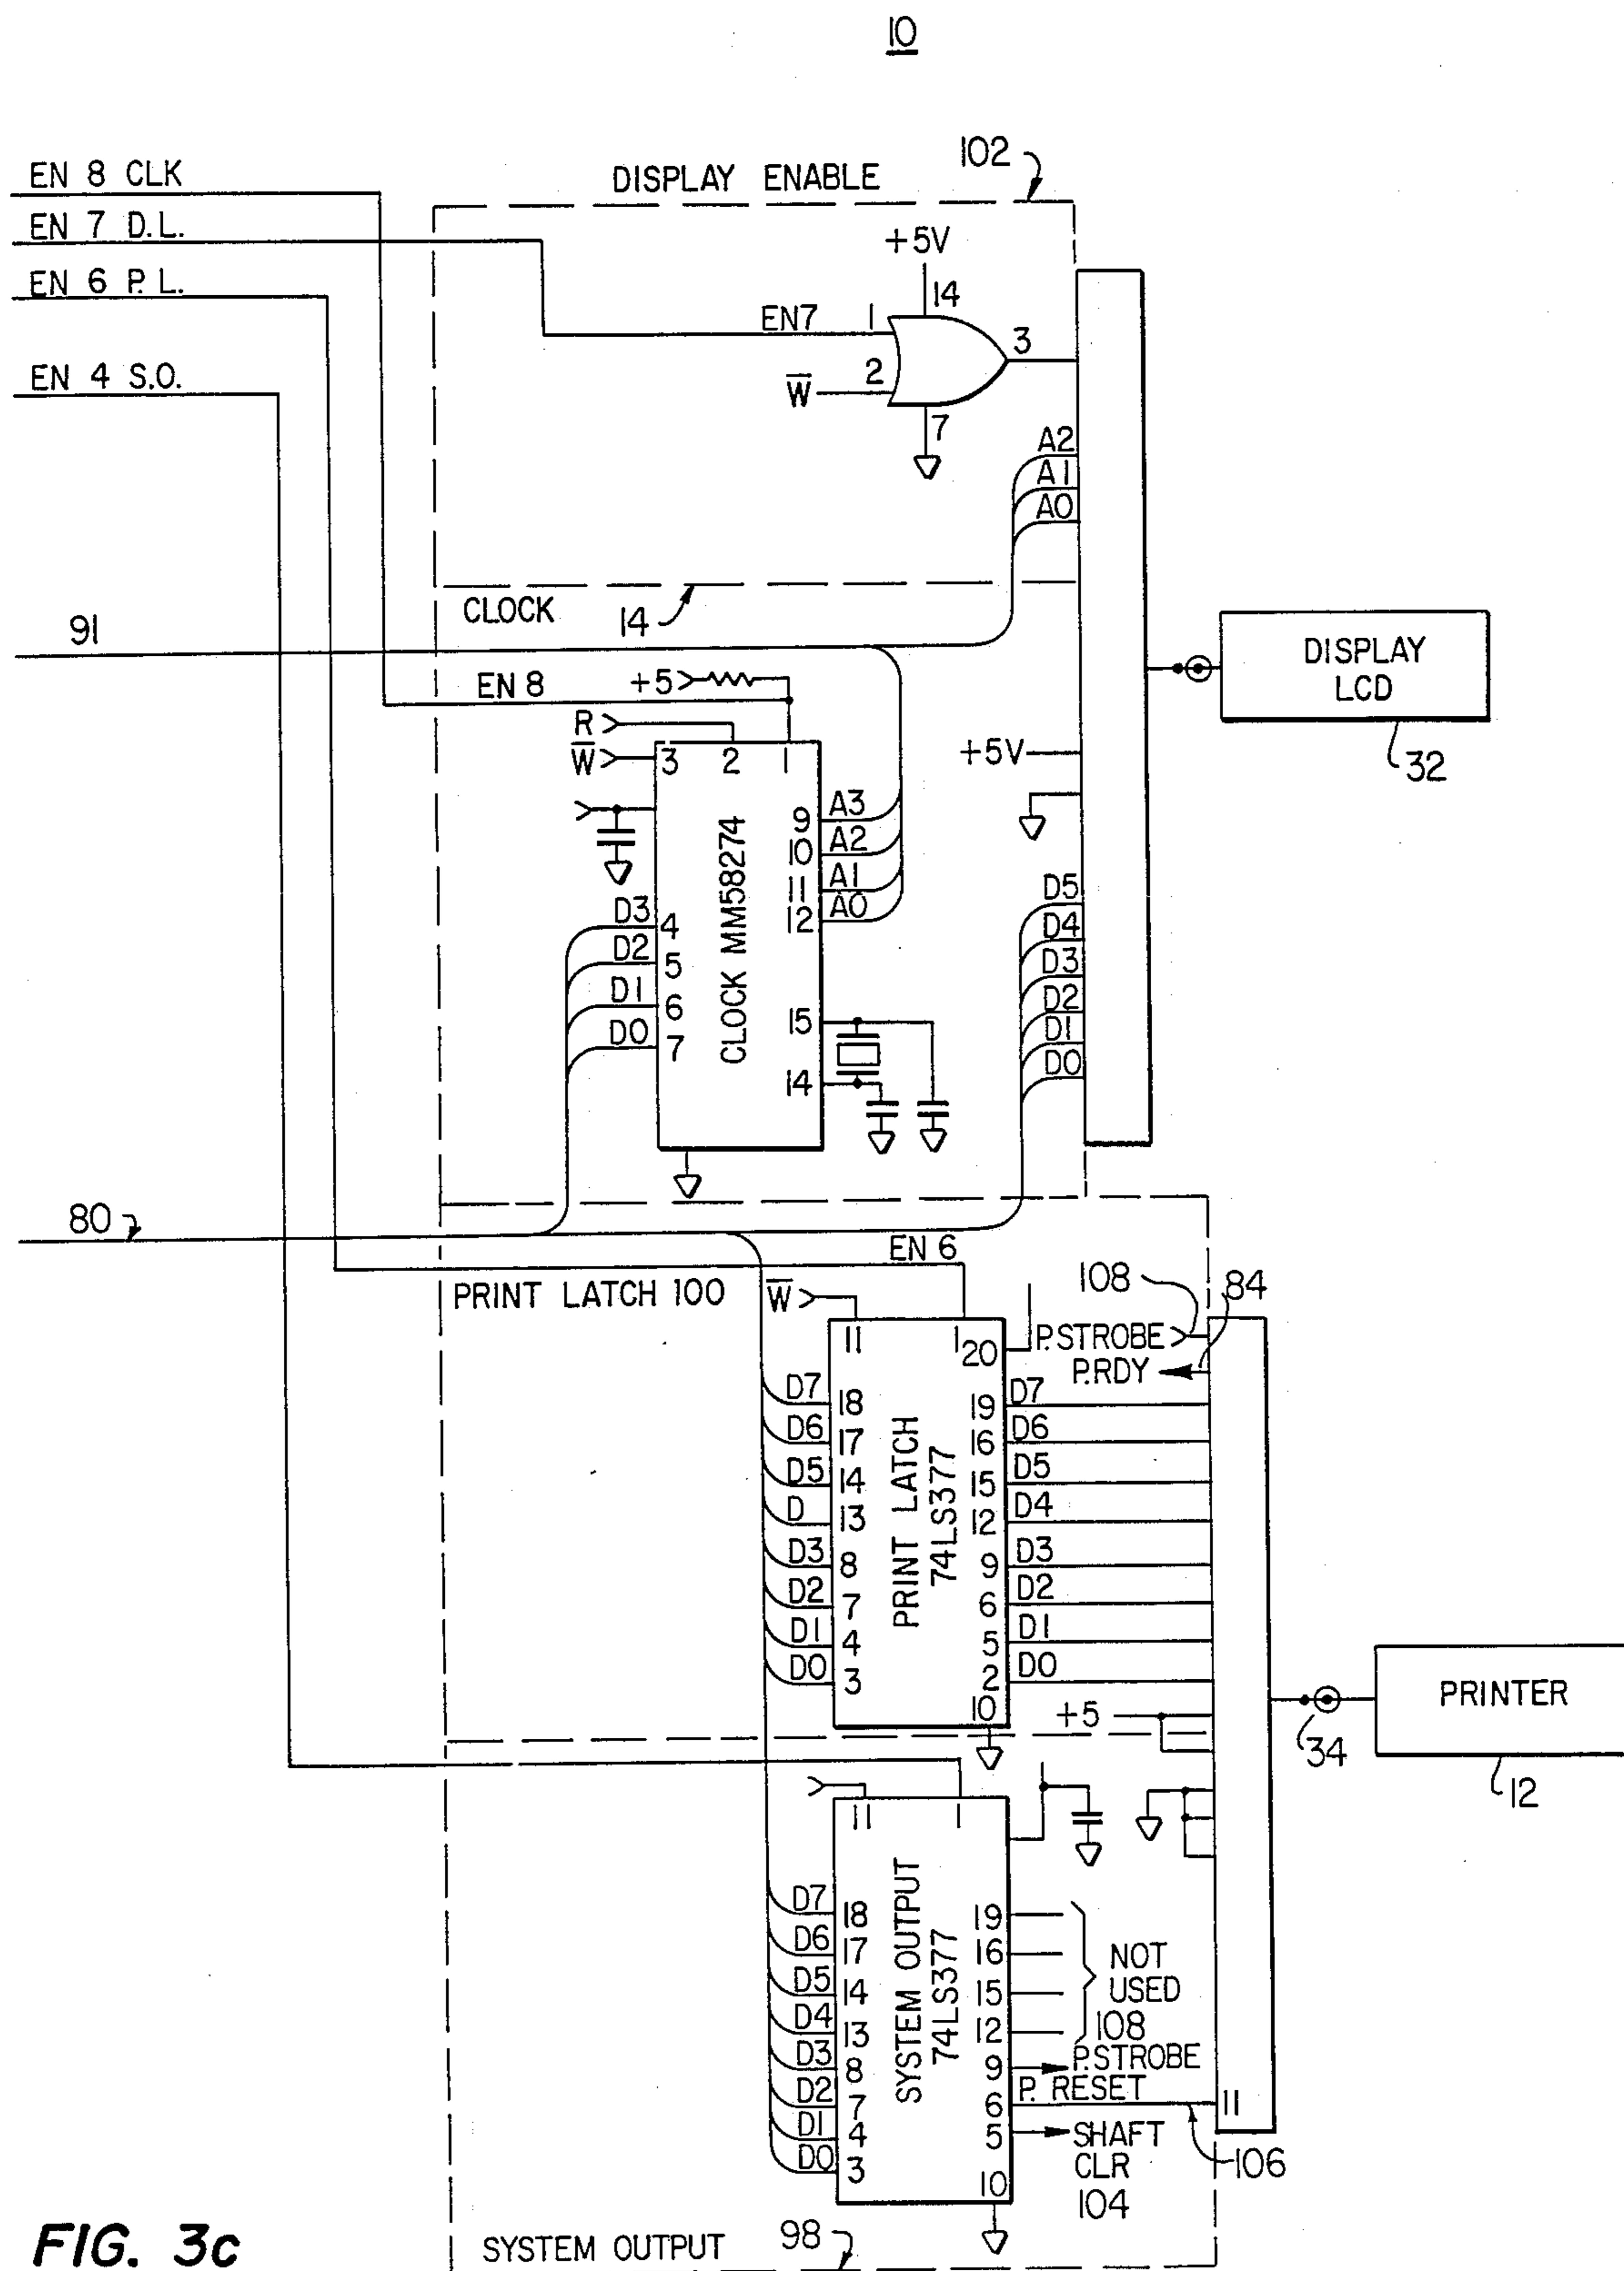 10
EN 8 CLK
EN 7 D.L.
EN 6 P.L.
EN 4 S.O.
DISPLAY ENABLE
102
+5V
14
EN7
1
2
W̅
3
7
A2
A1
A0
CLOCK
14
91
EN 8
+5
R
W̅
3
2
1
CLOCK MM58274
9
A3
10
A2
11
A1
12
A0
D3
4
D2
5
D1
6
D0
7
15
14
+5V
D5
D4
D3
D2
D1
D0
DISPLAY
LCD
32
80
EN 6
PRINT LATCH 100
W̅
11
1
20
108
84
P.STROBE
P.RDY
PRINT LATCH
74LS377
D7
18
D6
17
D5
14
D
13
D3
8
D2
7
D1
4
D0
3
19
D7
16
D6
15
D5
12
D4
9
D3
6
D2
5
D1
2
D0
10
+5
34
PRINTER
12
11
1
SYSTEM OUTPUT
74LS377
D7
18
D6
17
D5
14
D4
13
D3
8
D2
7
D1
4
D0
3
19
16
15
12
NOT
USED
108
9
P.STROBE
6
P. RESET
11
5
SHAFT
CLR
104
106
10
SYSTEM OUTPUT
98
FIG. 3c